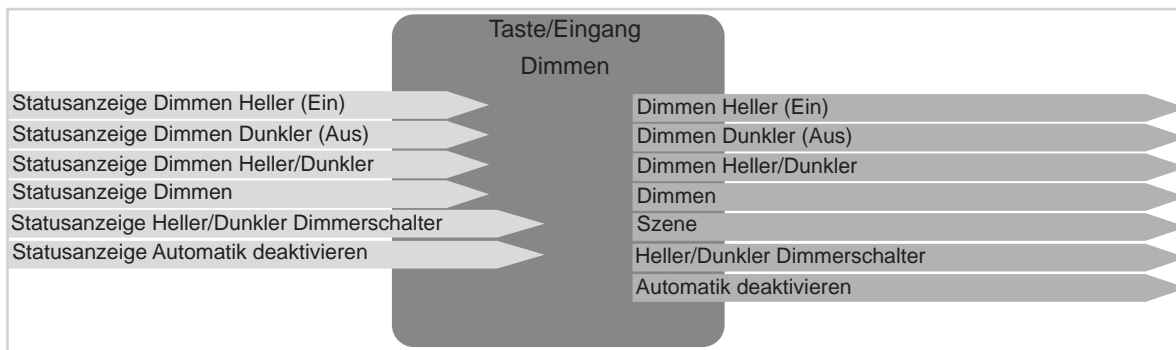 Taste/Eingang
Dimmen
Statusanzeige Dimmen Heller (Ein)
Statusanzeige Dimmen Dunkler (Aus)
Statusanzeige Dimmen Heller/Dunkler
Statusanzeige Dimmen
Statusanzeige Heller/Dunkler Dimmerschalter
Statusanzeige Automatik deaktivieren
Dimmen Heller (Ein)
Dimmen Dunkler (Aus)
Dimmen Heller/Dunkler
Dimmen
Szene
Heller/Dunkler Dimmerschalter
Automatik deaktivieren